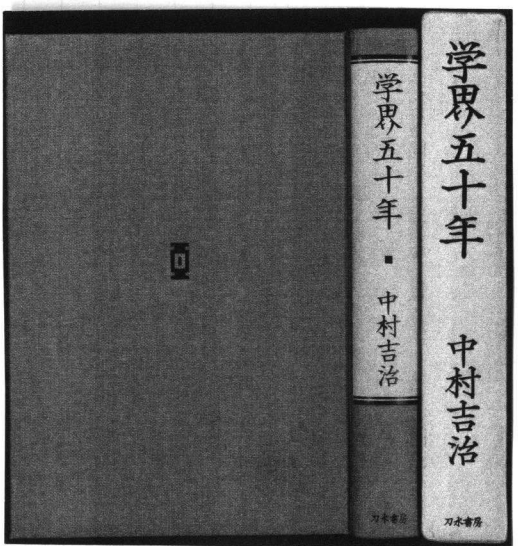 学界五十年
中村吉治
刀水書房
学界五十年 ■ 中村吉治
刀水書房